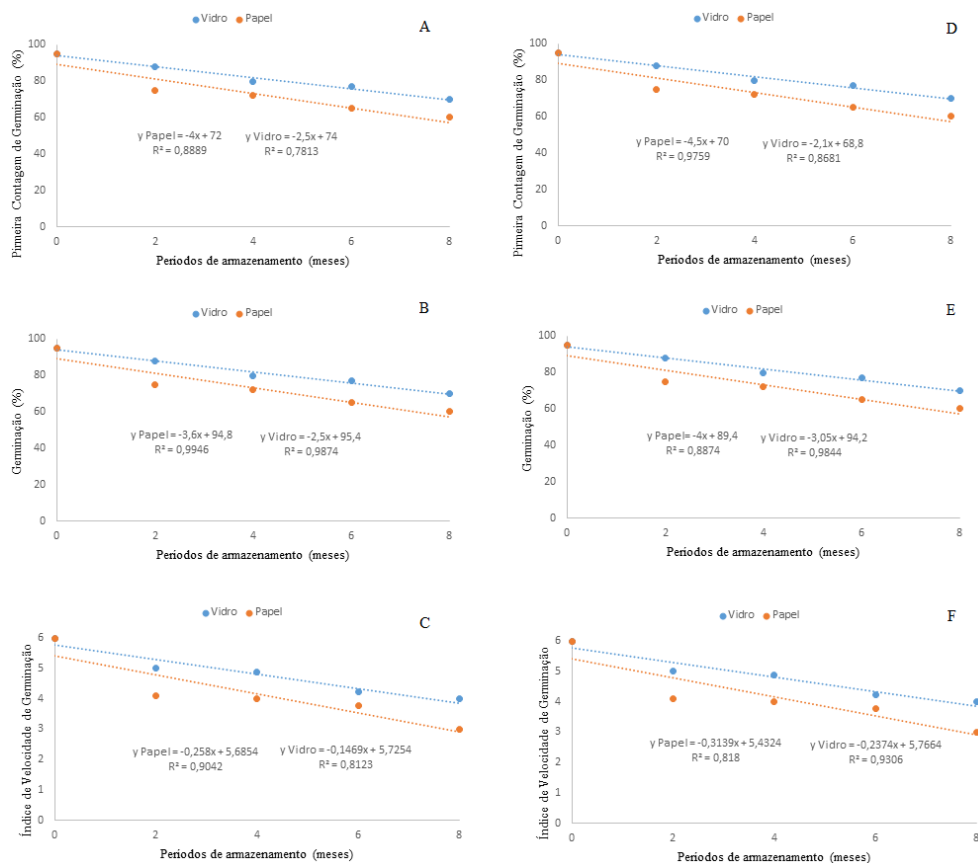 Vidro Papel
A
Pirmeira Contagem de Germinação (%)
100
80
60
40
20
0
y Papel = -4x + 72
R² = 0,8889
y Vidro = -2,5x + 74
R² = 0,7813
0 2 4 6 8
Periodos de armazenamento (meses)
Vidro Papel
D
Pirmeira Contagem de Germinação (%)
100
80
60
40
20
0
y Papel = -4,5x + 70
R² = 0,9759
y Vidro = -2,1x + 68,8
R² = 0,8681
0 2 4 6 8
Periodos de armazenamento (meses)
Vidro Papel
B
Germinação (%)
100
80
60
40
20
0
y Papel = -3,6x + 94,8
R² = 0,9946
y Vidro = -2,5x + 95,4
R² = 0,9874
0 2 4 6 8
Periodos de armazenamento (meses)
Vidro Papel
E
Germinação (%)
100
80
60
40
20
0
y Papel = -4x + 89,4
R² = 0,8874
y Vidro = -3,05x + 94,2
R² = 0,9844
0 2 4 6 8
Periodos de armazenamento (meses)
Vidro Papel
C
Índice de Velocidade de Germinação
6
5
4
3
2
1
0
y Papel = -0,258x + 5,6854
R² = 0,9042
y Vidro = -0,1469x + 5,7254
R² = 0,8123
0 2 4 6 8
Periodos de armazenamento (meses)
Vidro Papel
F
Índice de Velocidade de Germinação
6
5
4
3
2
1
0
y Papel = -0,3139x + 5,4324
R² = 0,818
y Vidro = -0,2374x + 5,7664
R² = 0,9306
0 2 4 6 8
Periodos de armazenamento (meses)